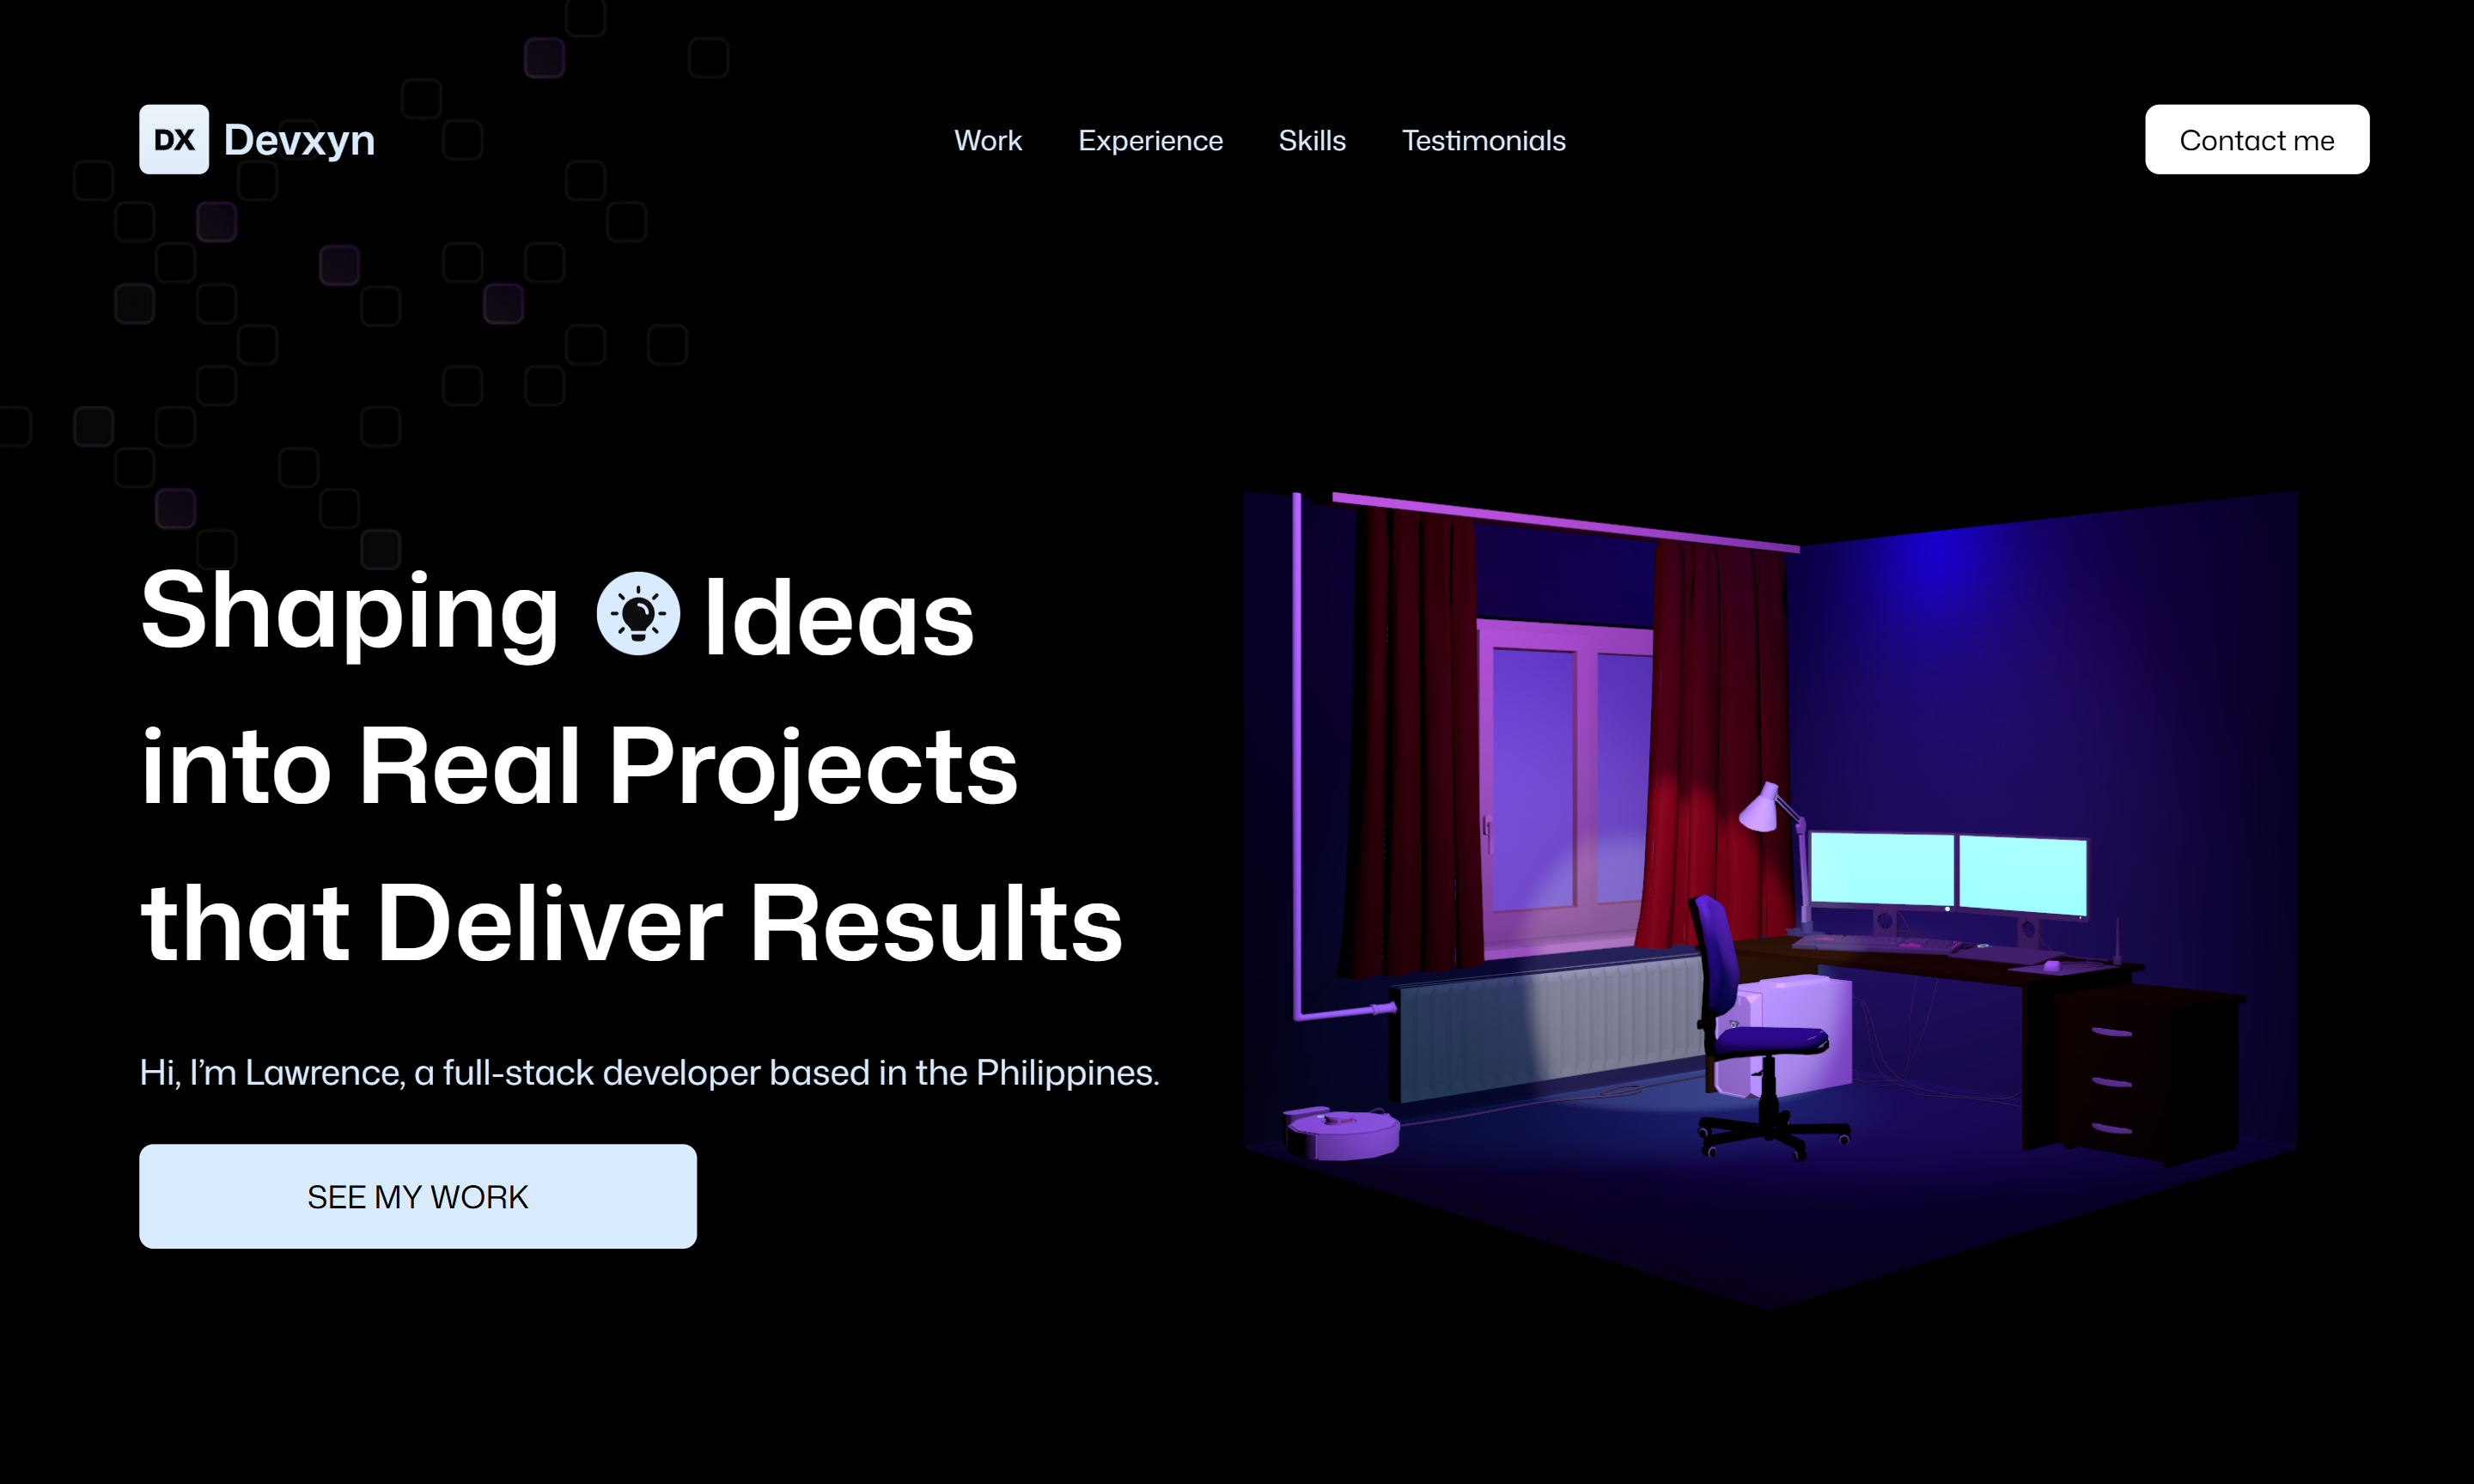 DX Devxyn
Work Experience Skills Testimonials
Contact me
Shaping Ideas
into Real Projects
that Deliver Results
Hi, I’m Lawrence, a full-stack developer based in the Philippines.
SEE MY WORK